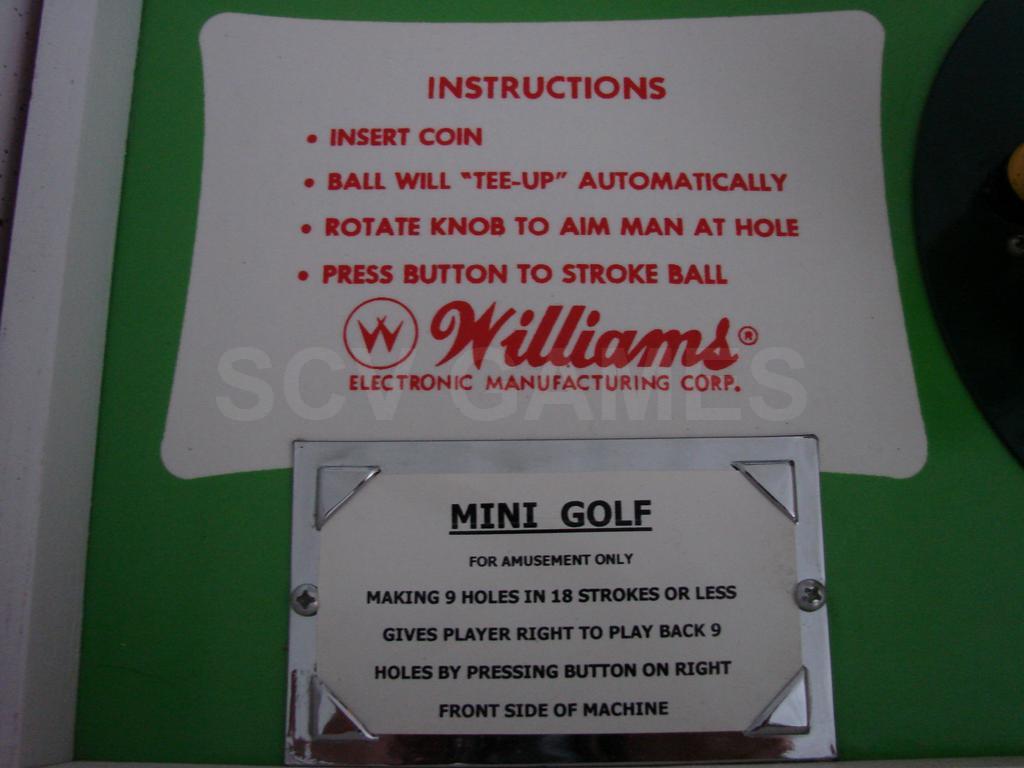 INSTRUCTIONS
• INSERT COIN
• BALL WILL "TEE-UP" AUTOMATICALLY
• ROTATE KNOB TO AIM MAN AT HOLE
• PRESS BUTTON TO STROKE BALL
W Williams®
ELECTRONIC MANUFACTURING CORP.
SCV GAMES
MINI GOLF
FOR AMUSEMENT ONLY
MAKING 9 HOLES IN 18 STROKES OR LESS
GIVES PLAYER RIGHT TO PLAY BACK 9
HOLES BY PRESSING BUTTON ON RIGHT
FRONT SIDE OF MACHINE